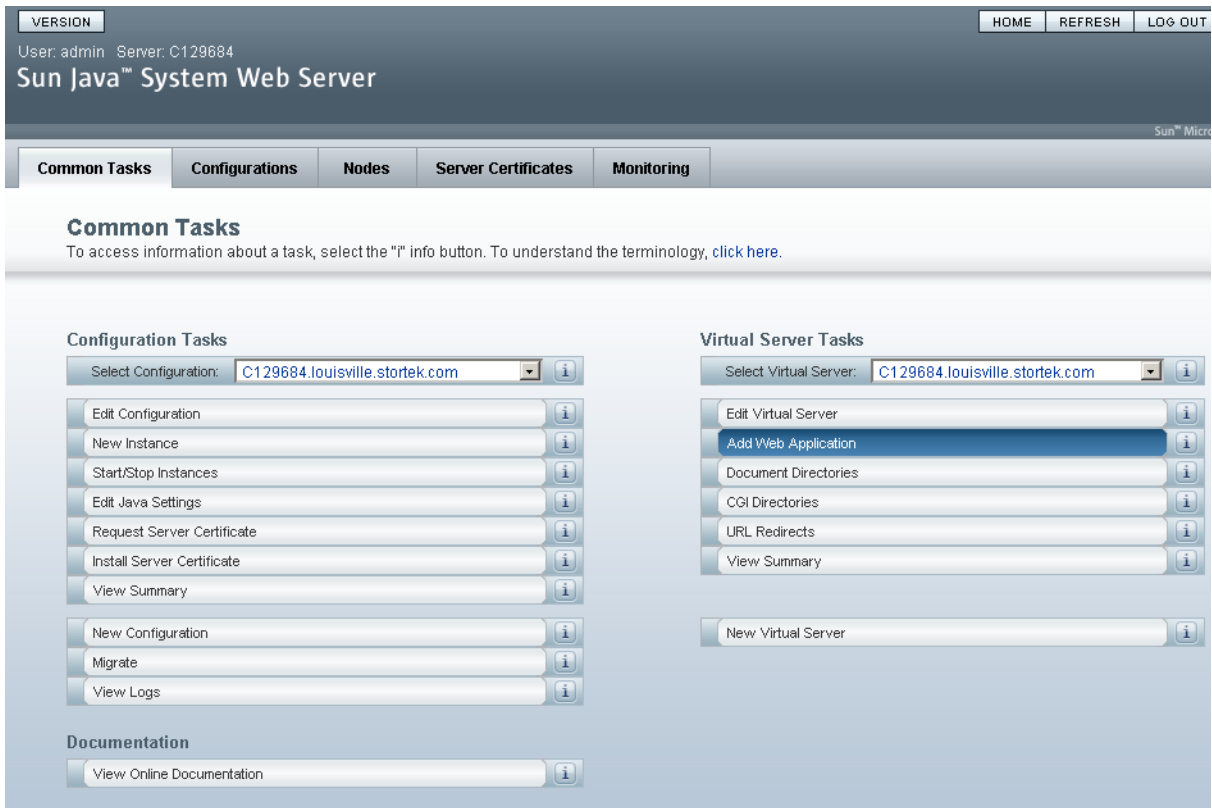 VERSION
HOME REFRESH LOG OUT
User: admin Server: C129684
Sun Java™ System Web Server
Sun™ Micro
Common Tasks Configurations Nodes Server Certificates Monitoring
Common Tasks
To access information about a task, select the "i" info button. To understand the terminology, click here.
Configuration Tasks
Select Configuration: C129684.louisville.stortek.com i
Edit Configuration i
New Instance i
Start/Stop Instances i
Edit Java Settings i
Request Server Certificate i
Install Server Certificate i
View Summary i
New Configuration i
Migrate i
View Logs i
Documentation
View Online Documentation i
Virtual Server Tasks
Select Virtual Server: C129684.louisville.stortek.com i
Edit Virtual Server i
Add Web Application i
Document Directories i
CGI Directories i
URL Redirects i
View Summary i
New Virtual Server i